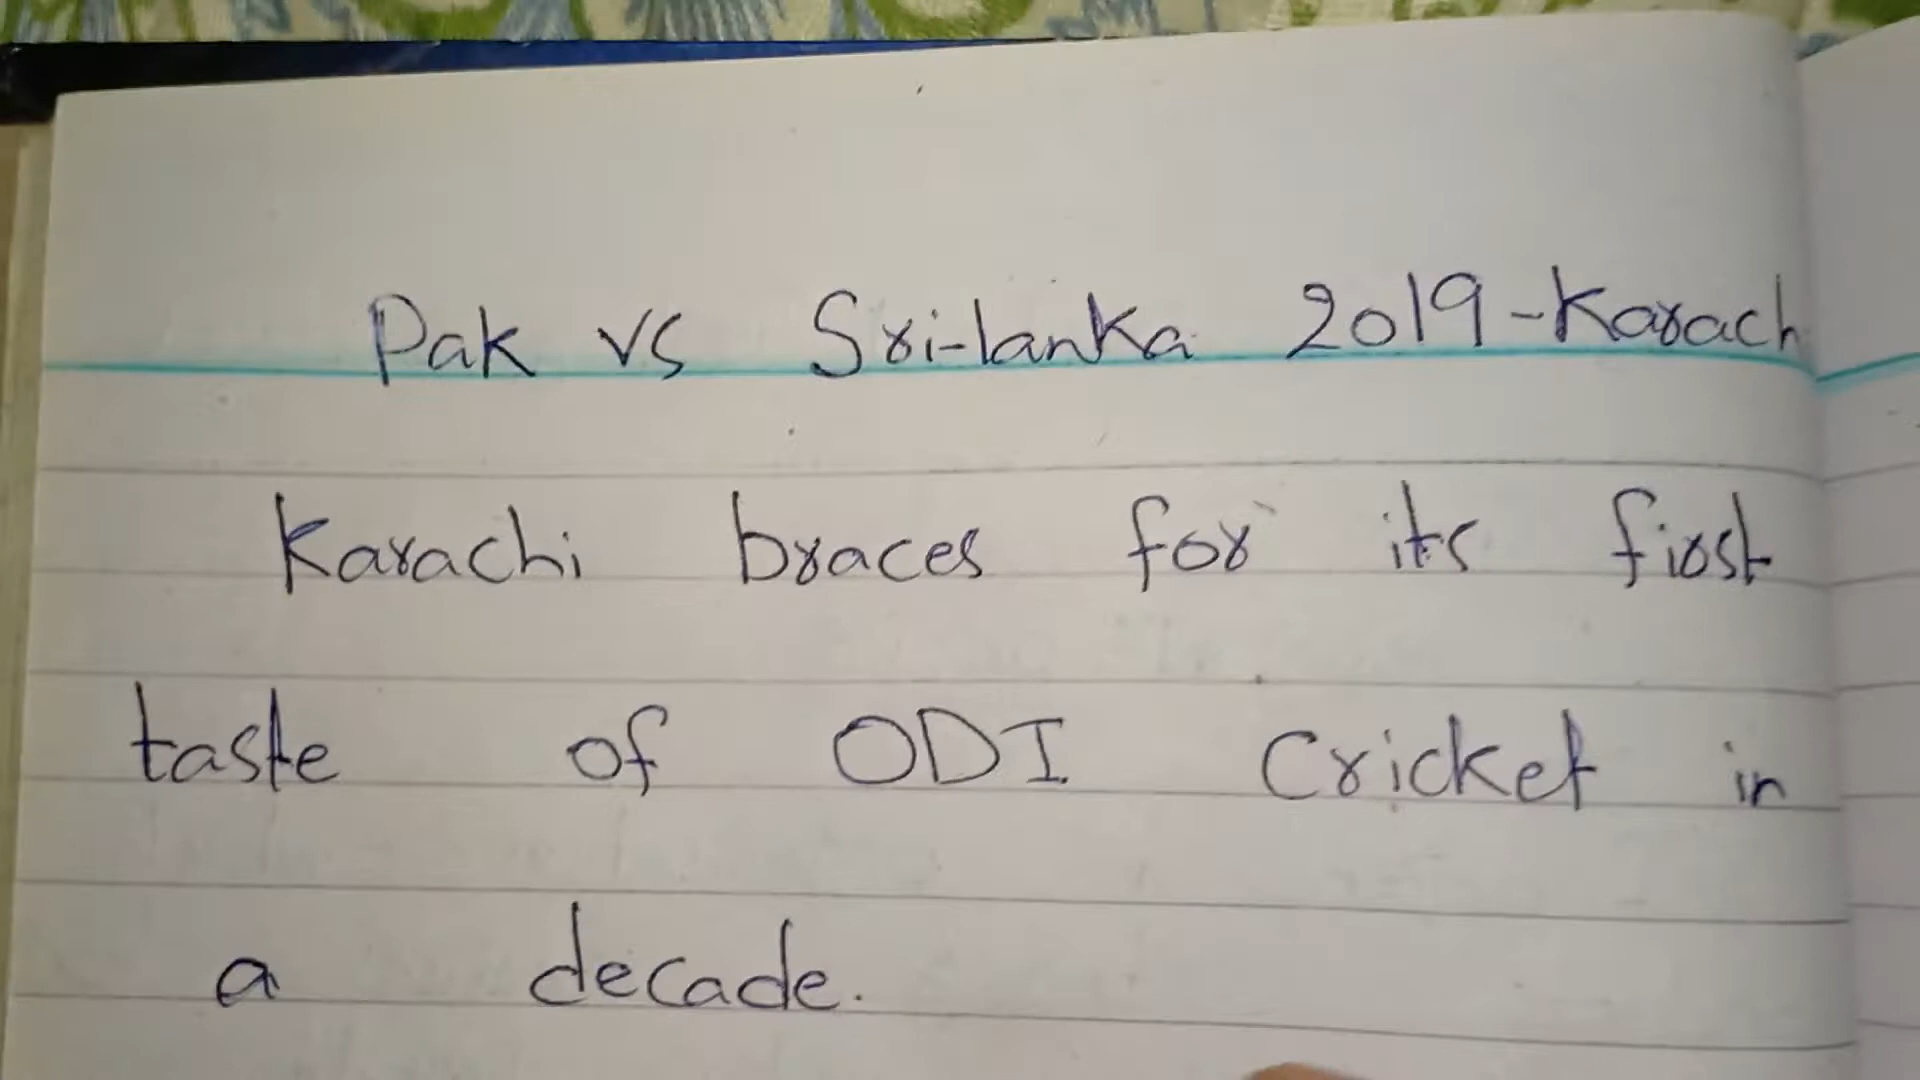 Pak vs Sri-lanka 2019-Karach
Karachi braces for its first
taste of ODI Cricket in
a decade.